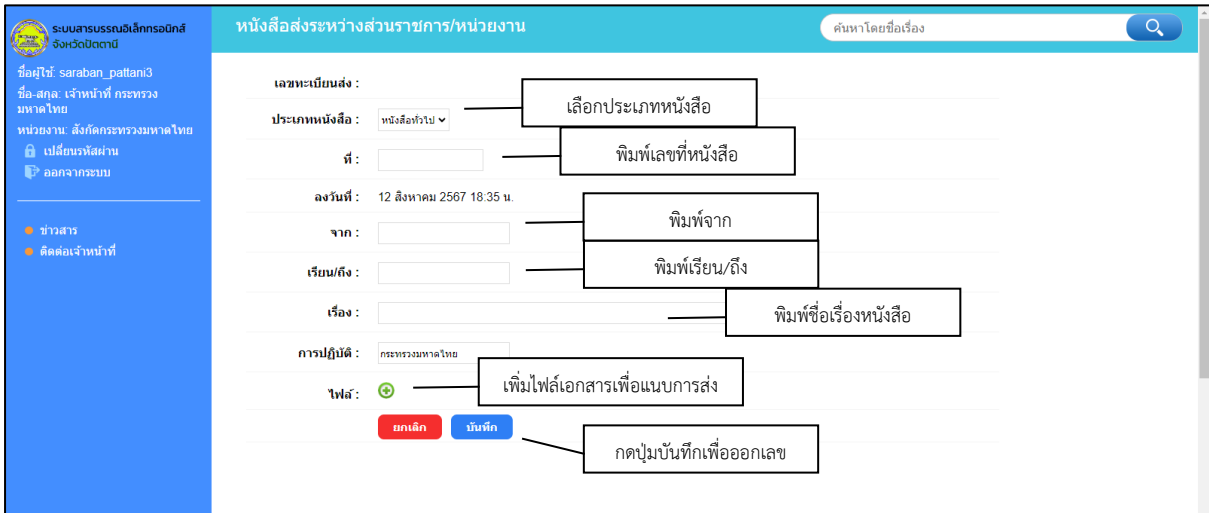 ระบบสารบรรณอิเล็กทรอนิกส์
จังหวัดปัตตานี
หนังสือส่งระหว่างส่วนราชการ/หน่วยงาน
ค้นหาโดยชื่อเรื่อง
ชื่อผู้ใช้: saraban_pattani3
ชื่อ-สกุล: เจ้าหน้าที่ กระทรวง
มหาดไทย
หน่วยงาน: สังกัดกระทรวงมหาดไทย
เปลี่ยนรหัสผ่าน
ออกจากระบบ
ข่าวสาร
ติดต่อเจ้าหน้าที่
เลขทะเบียนส่ง :
ประเภทหนังสือ : หนังสือทั่วไป
เลือกประเภทหนังสือ
ที่ :
พิมพ์เลขที่หนังสือ
ลงวันที่ : 12 สิงหาคม 2567 18:35 น.
จาก :
พิมพ์จาก
เรียน/ถึง :
พิมพ์เรียน/ถึง
เรื่อง :
พิมพ์ชื่อเรื่องหนังสือ
การปฏิบัติ : กระทรวงมหาดไทย
ไฟล์ :
เพิ่มไฟล์เอกสารเพื่อแนบการส่ง
ยกเลิก บันทึก
กดปุ่มบันทึกเพื่อออกเลข